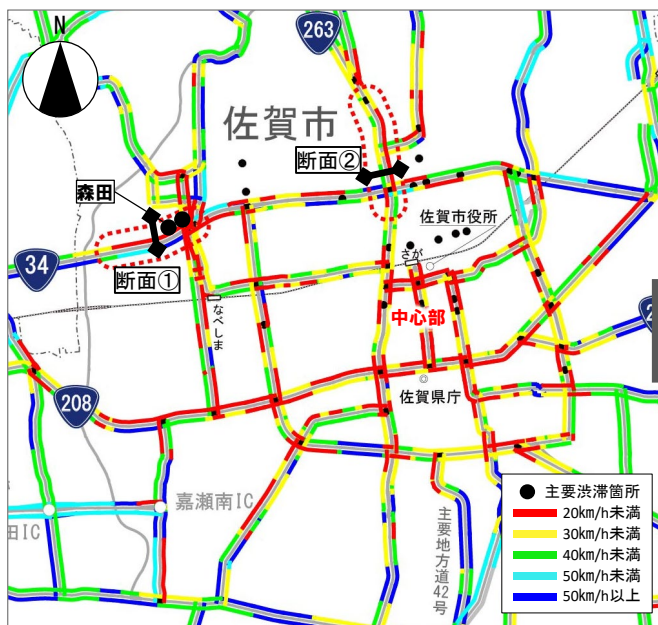 N
263
佐賀市
断面②
森田
佐賀市役所
34
断面①
さが
なべしま
中心部
208
佐賀県庁
嘉瀬南IC
田IC
主要地方道42号
主要渋滞箇所
20km/h未満
30km/h未満
40km/h未満
50km/h未満
50km/h以上